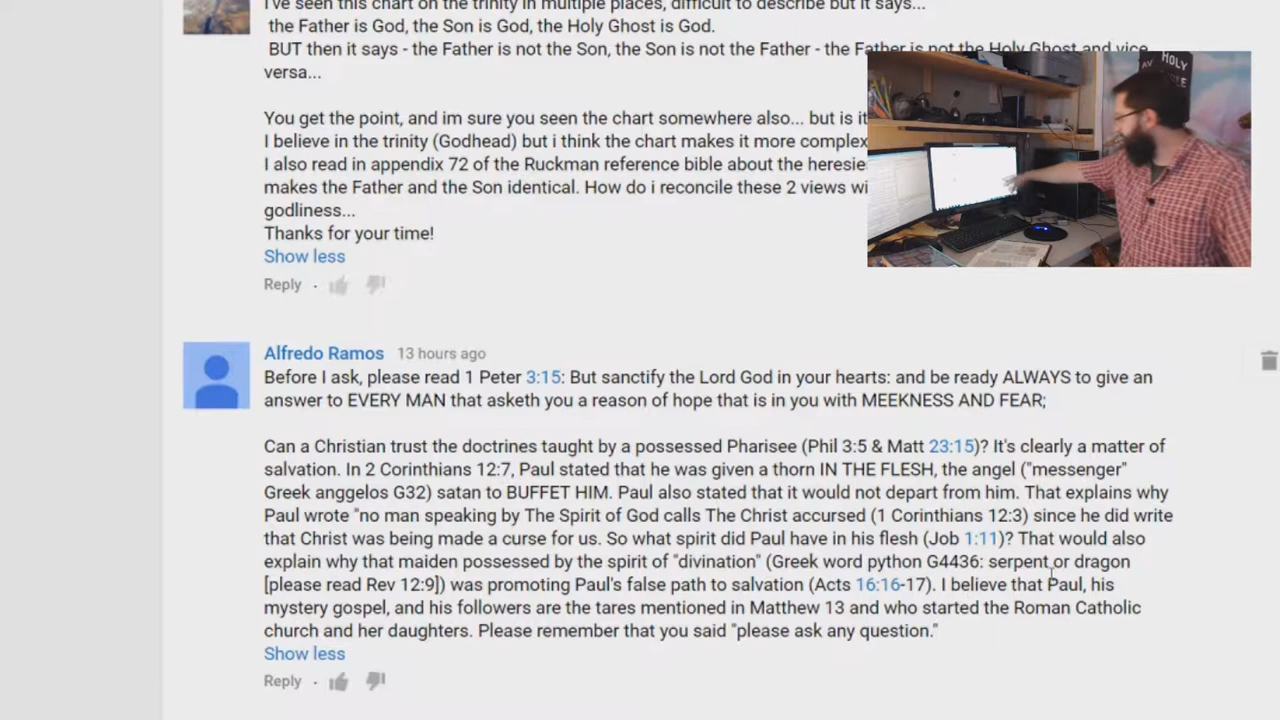 I've seen this chart on the trinity in multiple places, difficult to describe but it says...
the Father is God, the Son is God, the Holy Ghost is God.
BUT then it says - the Father is not the Son, the Son is not the Father - the Father is not the Holy Ghost and vice
versa...
You get the point, and im sure you seen the chart somewhere also... but is it
I believe in the trinity (Godhead) but i think the chart makes it more complex
I also read in appendix 72 of the Ruckman reference bible about the heresie
makes the Father and the Son identical. How do i reconcile these 2 views wi
godliness...
Thanks for your time!
Show less
Reply
AV HOLY
Alfredo Ramos 13 hours ago
Before I ask, please read 1 Peter 3:15: But sanctify the Lord God in your hearts: and be ready ALWAYS to give an
answer to EVERY MAN that asketh you a reason of hope that is in you with MEEKNESS AND FEAR;
Can a Christian trust the doctrines taught by a possessed Pharisee (Phil 3:5 & Matt 23:15)? It's clearly a matter of
salvation. In 2 Corinthians 12:7, Paul stated that he was given a thorn IN THE FLESH, the angel ("messenger"
Greek anggelos G32) satan to BUFFET HIM. Paul also stated that it would not depart from him. That explains why
Paul wrote "no man speaking by The Spirit of God calls The Christ accursed (1 Corinthians 12:3) since he did write
that Christ was being made a curse for us. So what spirit did Paul have in his flesh (Job 1:11)? That would also
explain why that maiden possessed by the spirit of "divination" (Greek word python G4436: serpent or dragon
[please read Rev 12:9]) was promoting Paul's false path to salvation (Acts 16:16-17). I believe that Paul, his
mystery gospel, and his followers are the tares mentioned in Matthew 13 and who started the Roman Catholic
church and her daughters. Please remember that you said "please ask any question."
Show less
Reply